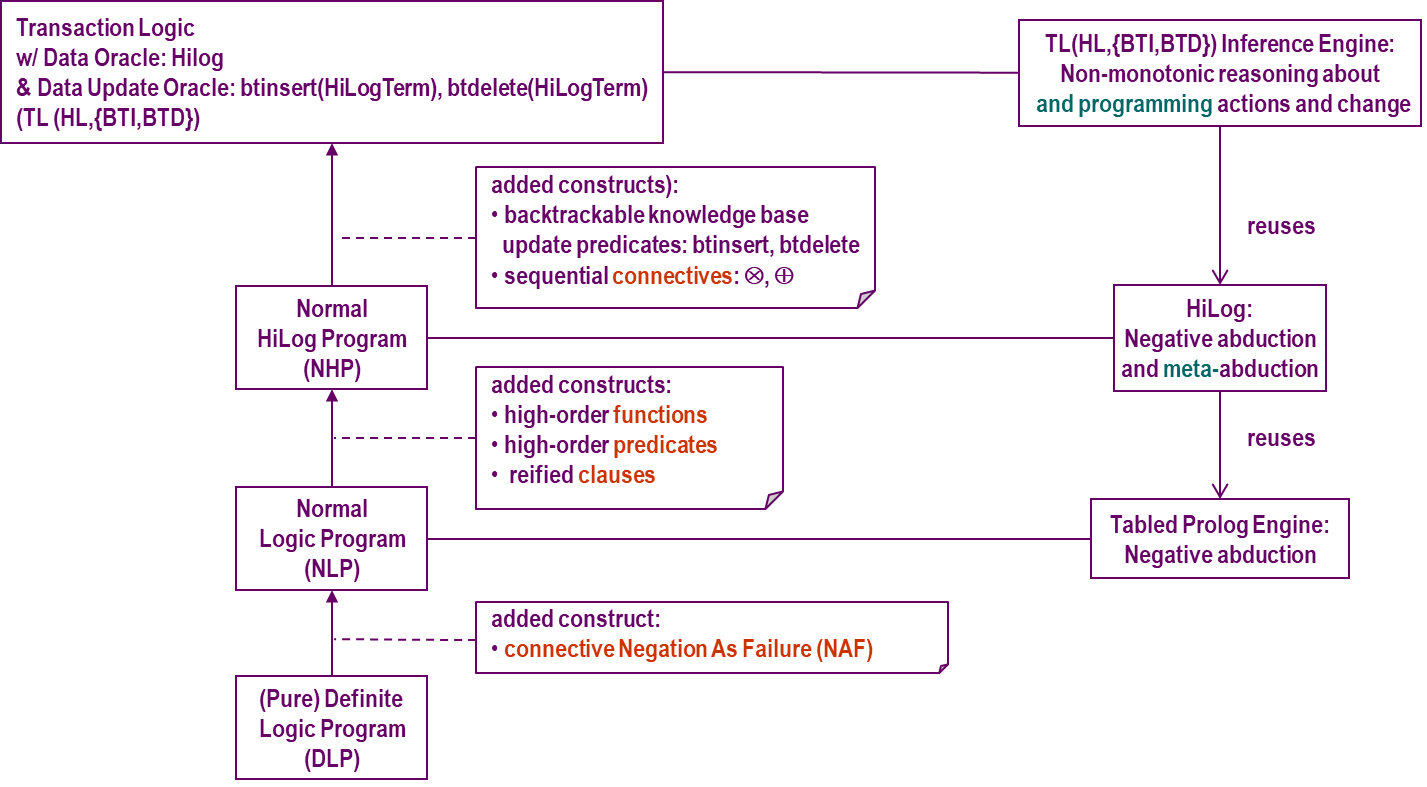 Transaction Logic
w/ Data Oracle: Hilog
& Data Update Oracle: btinsert(HiLogTerm), btdelete(HiLogTerm)
(TL (HL,{BTI,BTD})
TL(HL,{BTI,BTD}) Inference Engine:
Non-monotonic reasoning about
and programming actions and change
added constructs):
• backtrackable knowledge base
update predicates: btinsert, btdelete
• sequential connectives: ⊗, ⊕
reuses
Normal
HiLog Program
(NHP)
HiLog:
Negative abduction
and meta-abduction
added constructs:
• high-order functions
• high-order predicates
• reified clauses
reuses
Normal
Logic Program
(NLP)
Tabled Prolog Engine:
Negative abduction
added construct:
• connective Negation As Failure (NAF)
(Pure) Definite
Logic Program
(DLP)